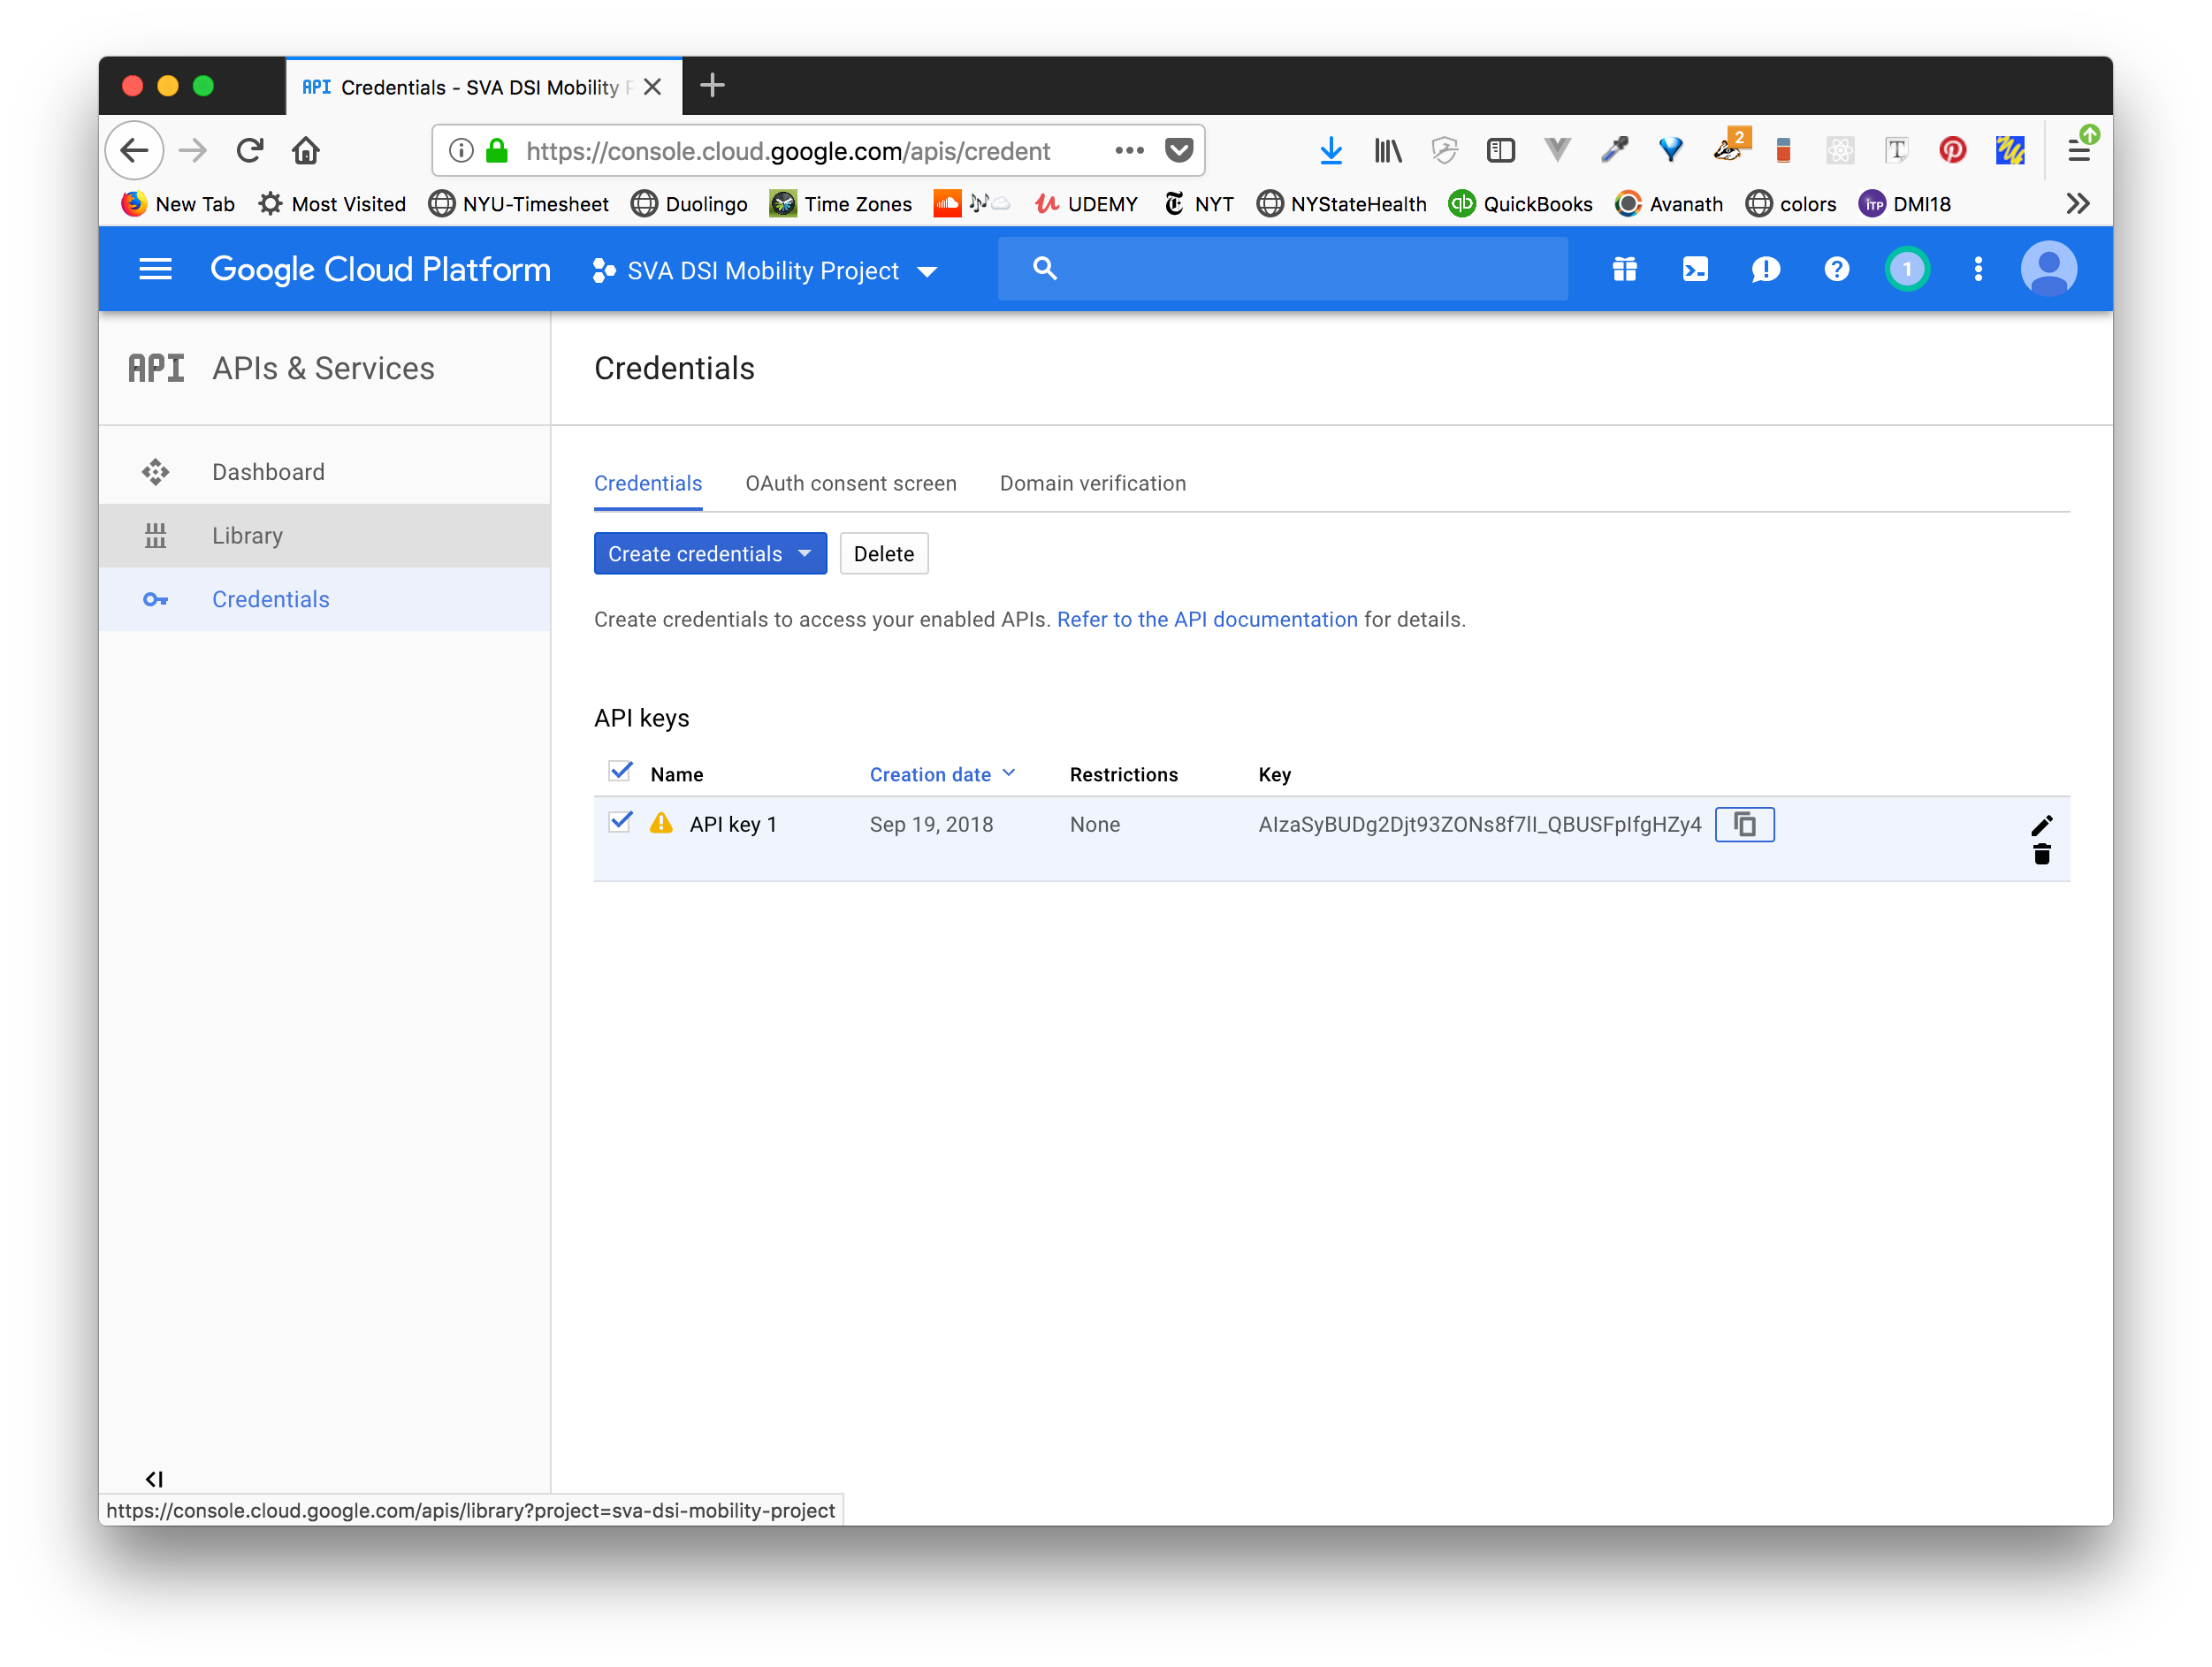 API Credentials - SVA DSI Mobility P
https://console.cloud.google.com/apis/credent
2
New Tab Most Visited NYU-Timesheet Duolingo Time Zones UDEMY NYT NYStateHealth QuickBooks Avanath colors DMI18
Google Cloud Platform SVA DSI Mobility Project 1
API APIs & Services
Credentials
Dashboard
Library
Credentials
Credentials OAuth consent screen Domain verification
Create credentials Delete
Create credentials to access your enabled APIs. Refer to the API documentation for details.
API keys
Name Creation date Restrictions Key
API key 1 Sep 19, 2018 None
https://console.cloud.google.com/apis/library?project=sva-dsi-mobility-project